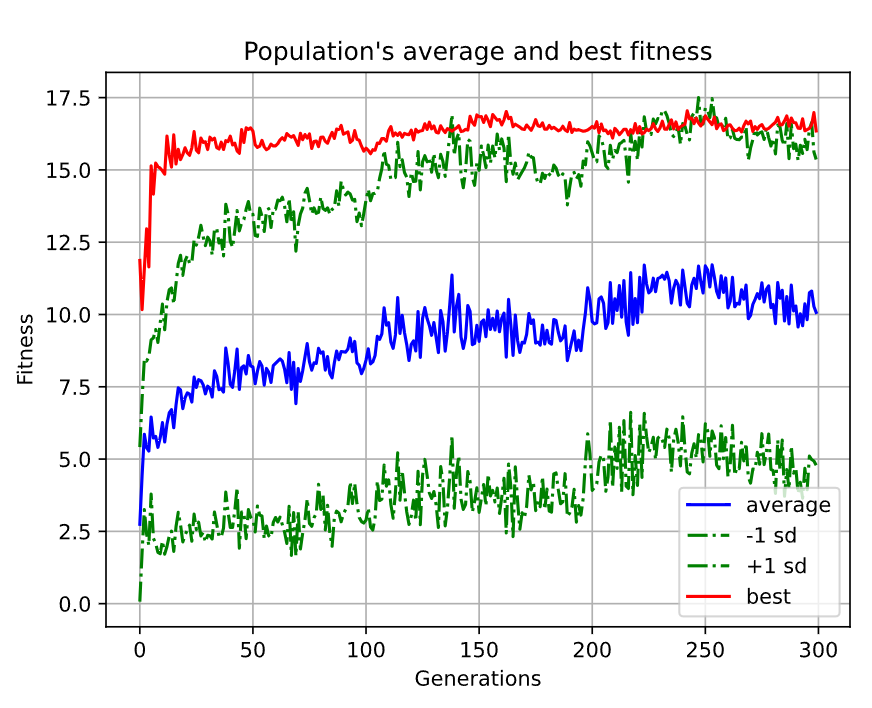 Population's average and best fitness
17.5
15.0
12.5
10.0
7.5
5.0
2.5
0.0
Fitness
average
-1 sd
+1 sd
best
0 50 100 150 200 250 300
Generations